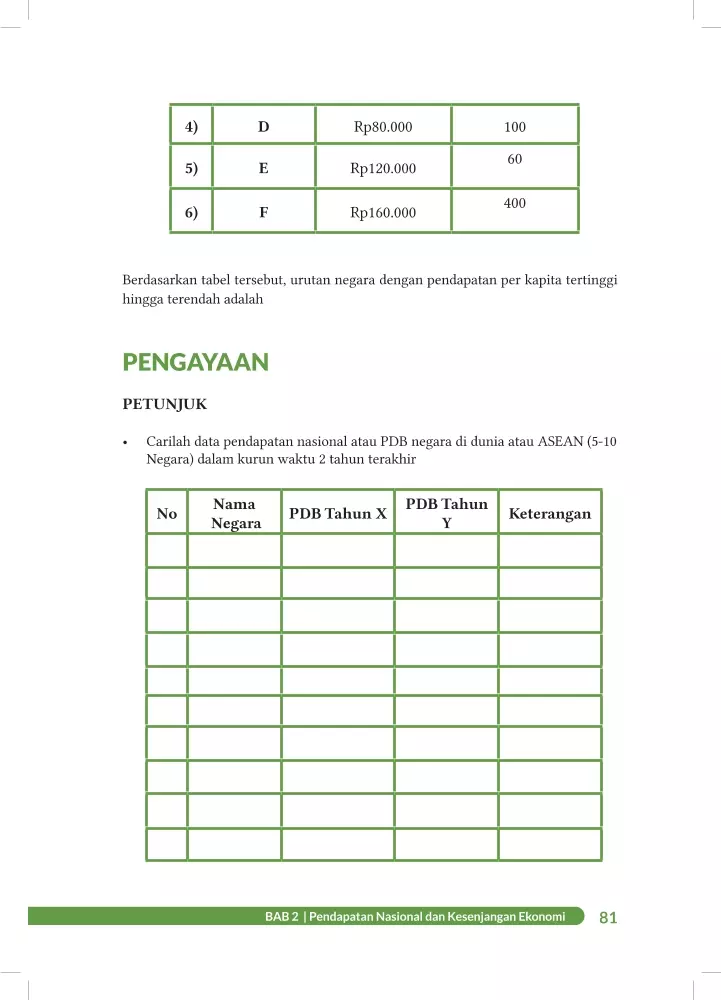 4) D Rp80.000 100
5) E Rp120.000 60
6) F Rp160.000 400
Berdasarkan tabel tersebut, urutan negara dengan pendapatan per kapita tertinggi
hingga terendah adalah
PENGAYAAN
PETUNJUK
• Carilah data pendapatan nasional atau PDB negara di dunia atau ASEAN (5-10
Negara) dalam kurun waktu 2 tahun terakhir
No Nama Negara PDB Tahun X PDB Tahun Y Keterangan
BAB 2 | Pendapatan Nasional dan Kesenjangan Ekonomi 81